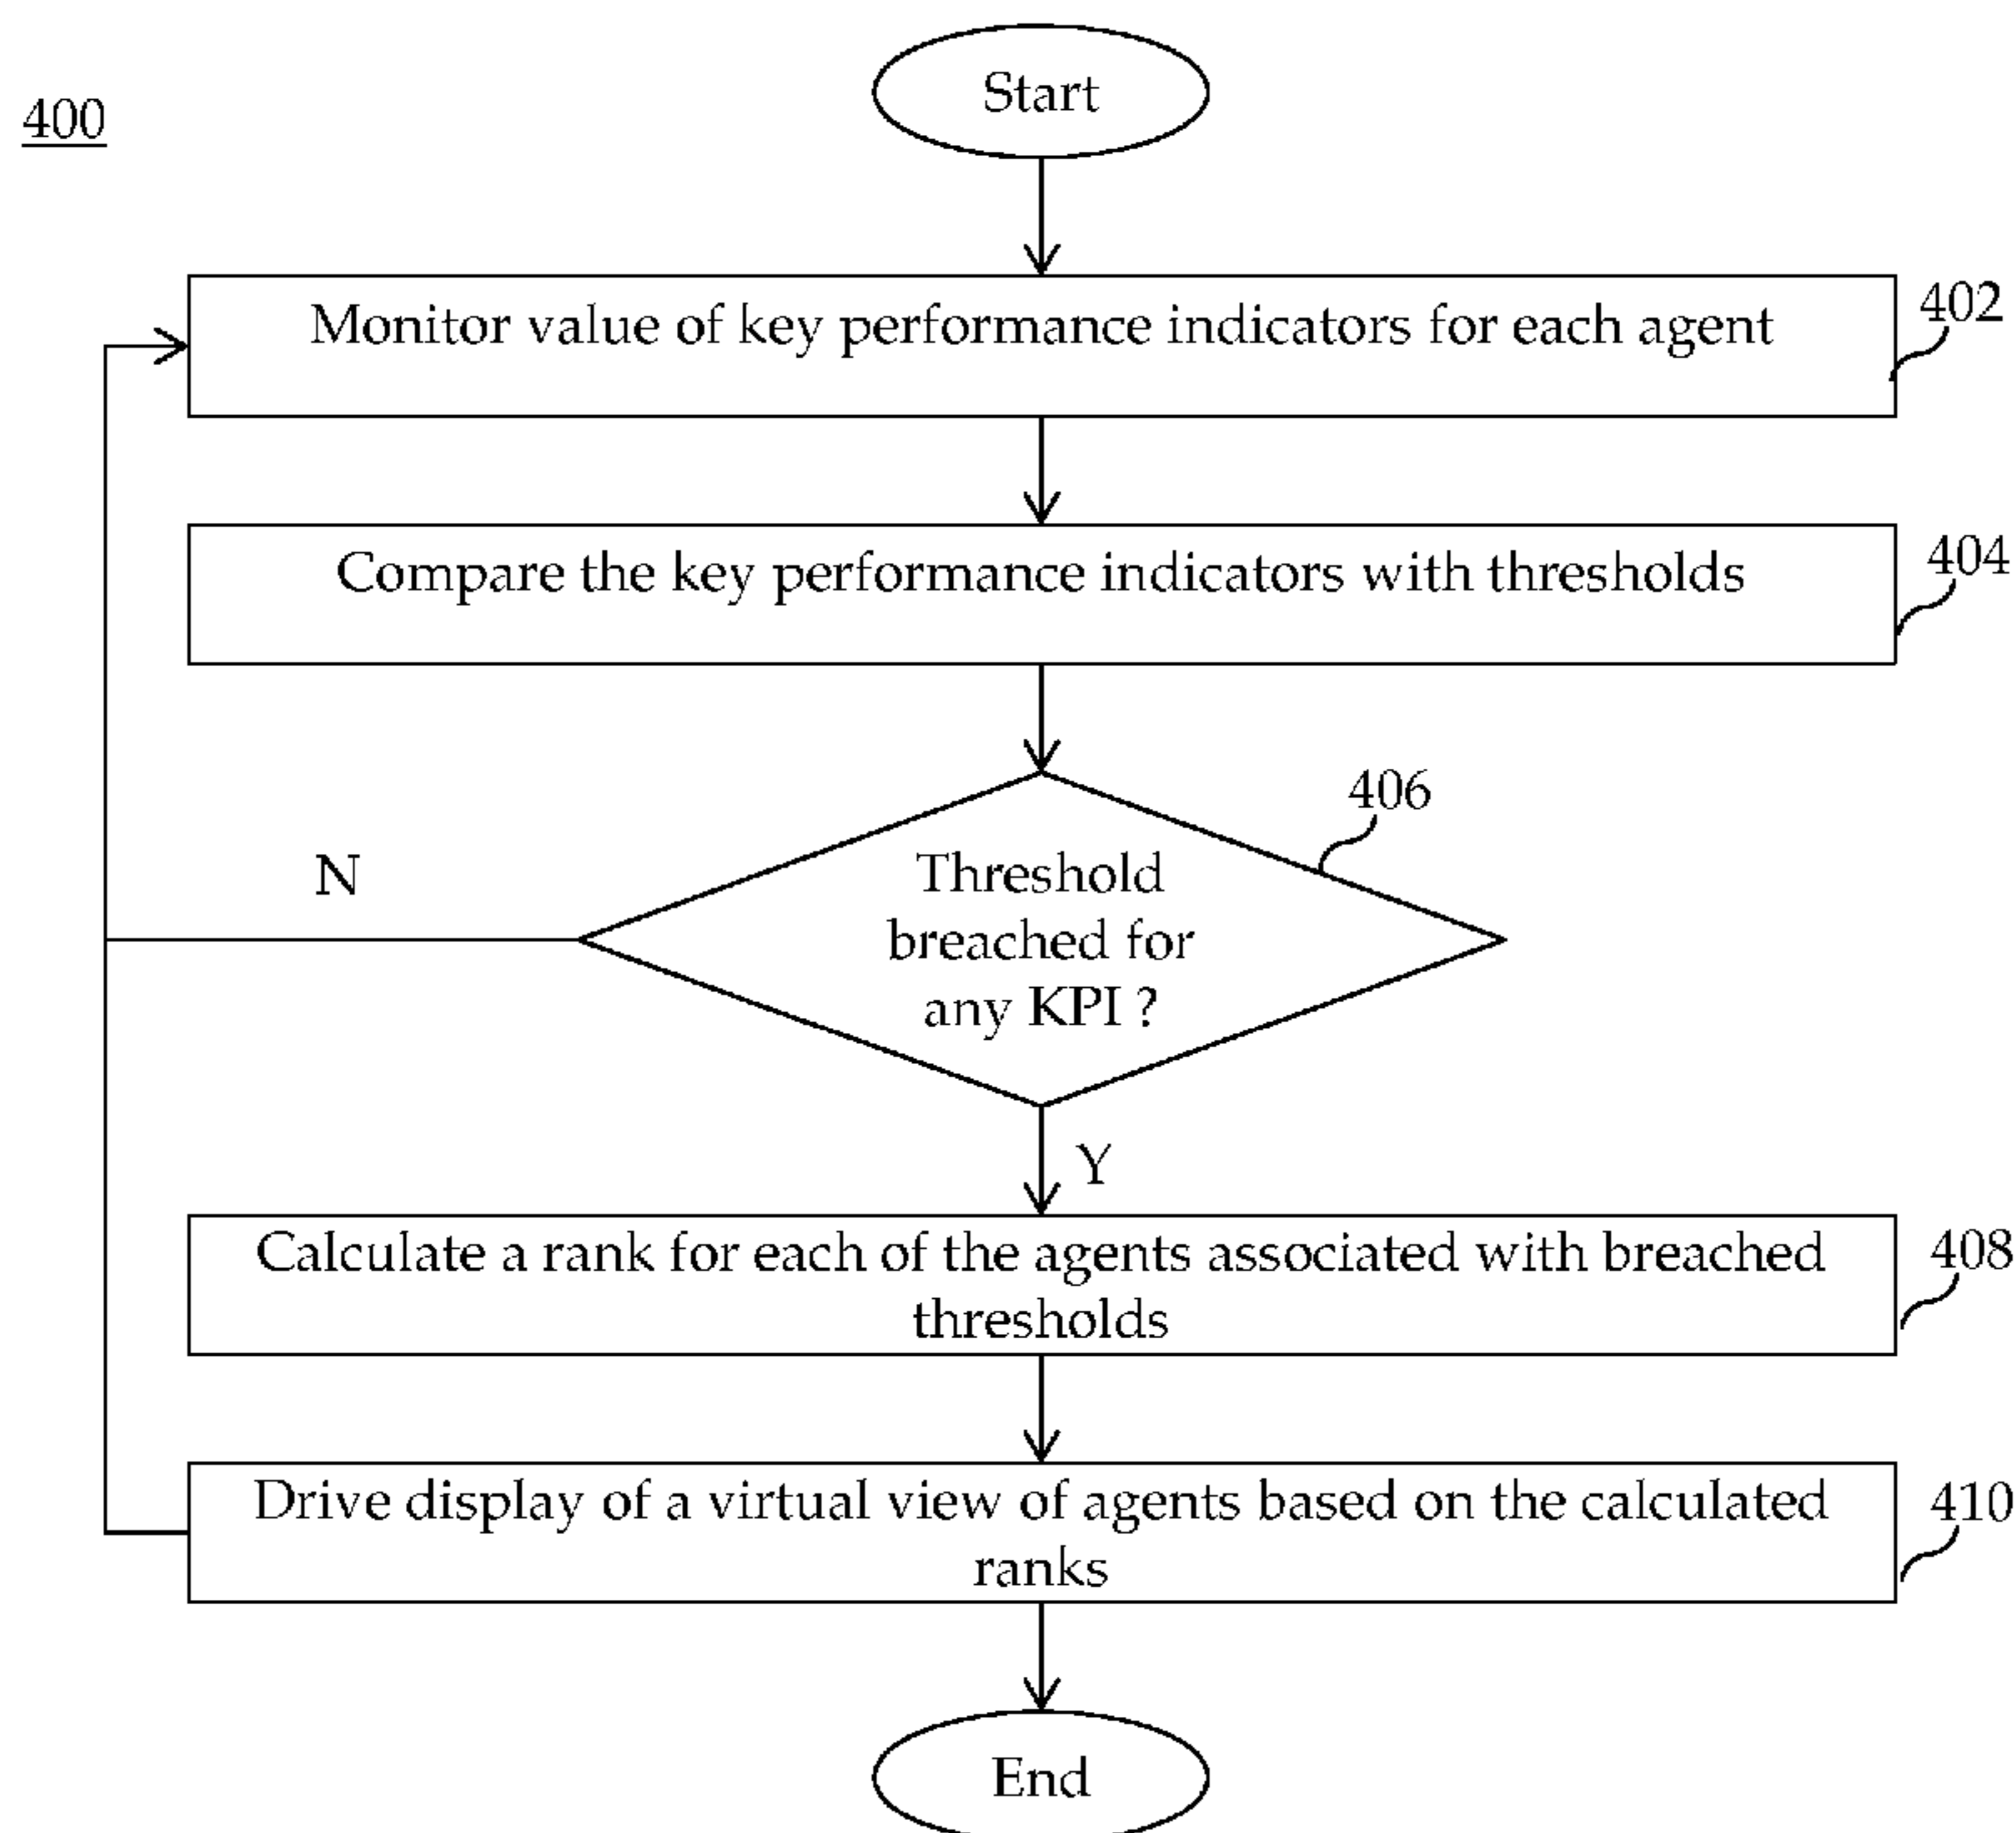 400
Start
Monitor value of key performance indicators for each agent
402
Compare the key performance indicators with thresholds
404
406
Threshold
breached for
any KPI ?
N
Y
Calculate a rank for each of the agents associated with breached
thresholds
408
Drive display of a virtual view of agents based on the calculated
ranks
410
End